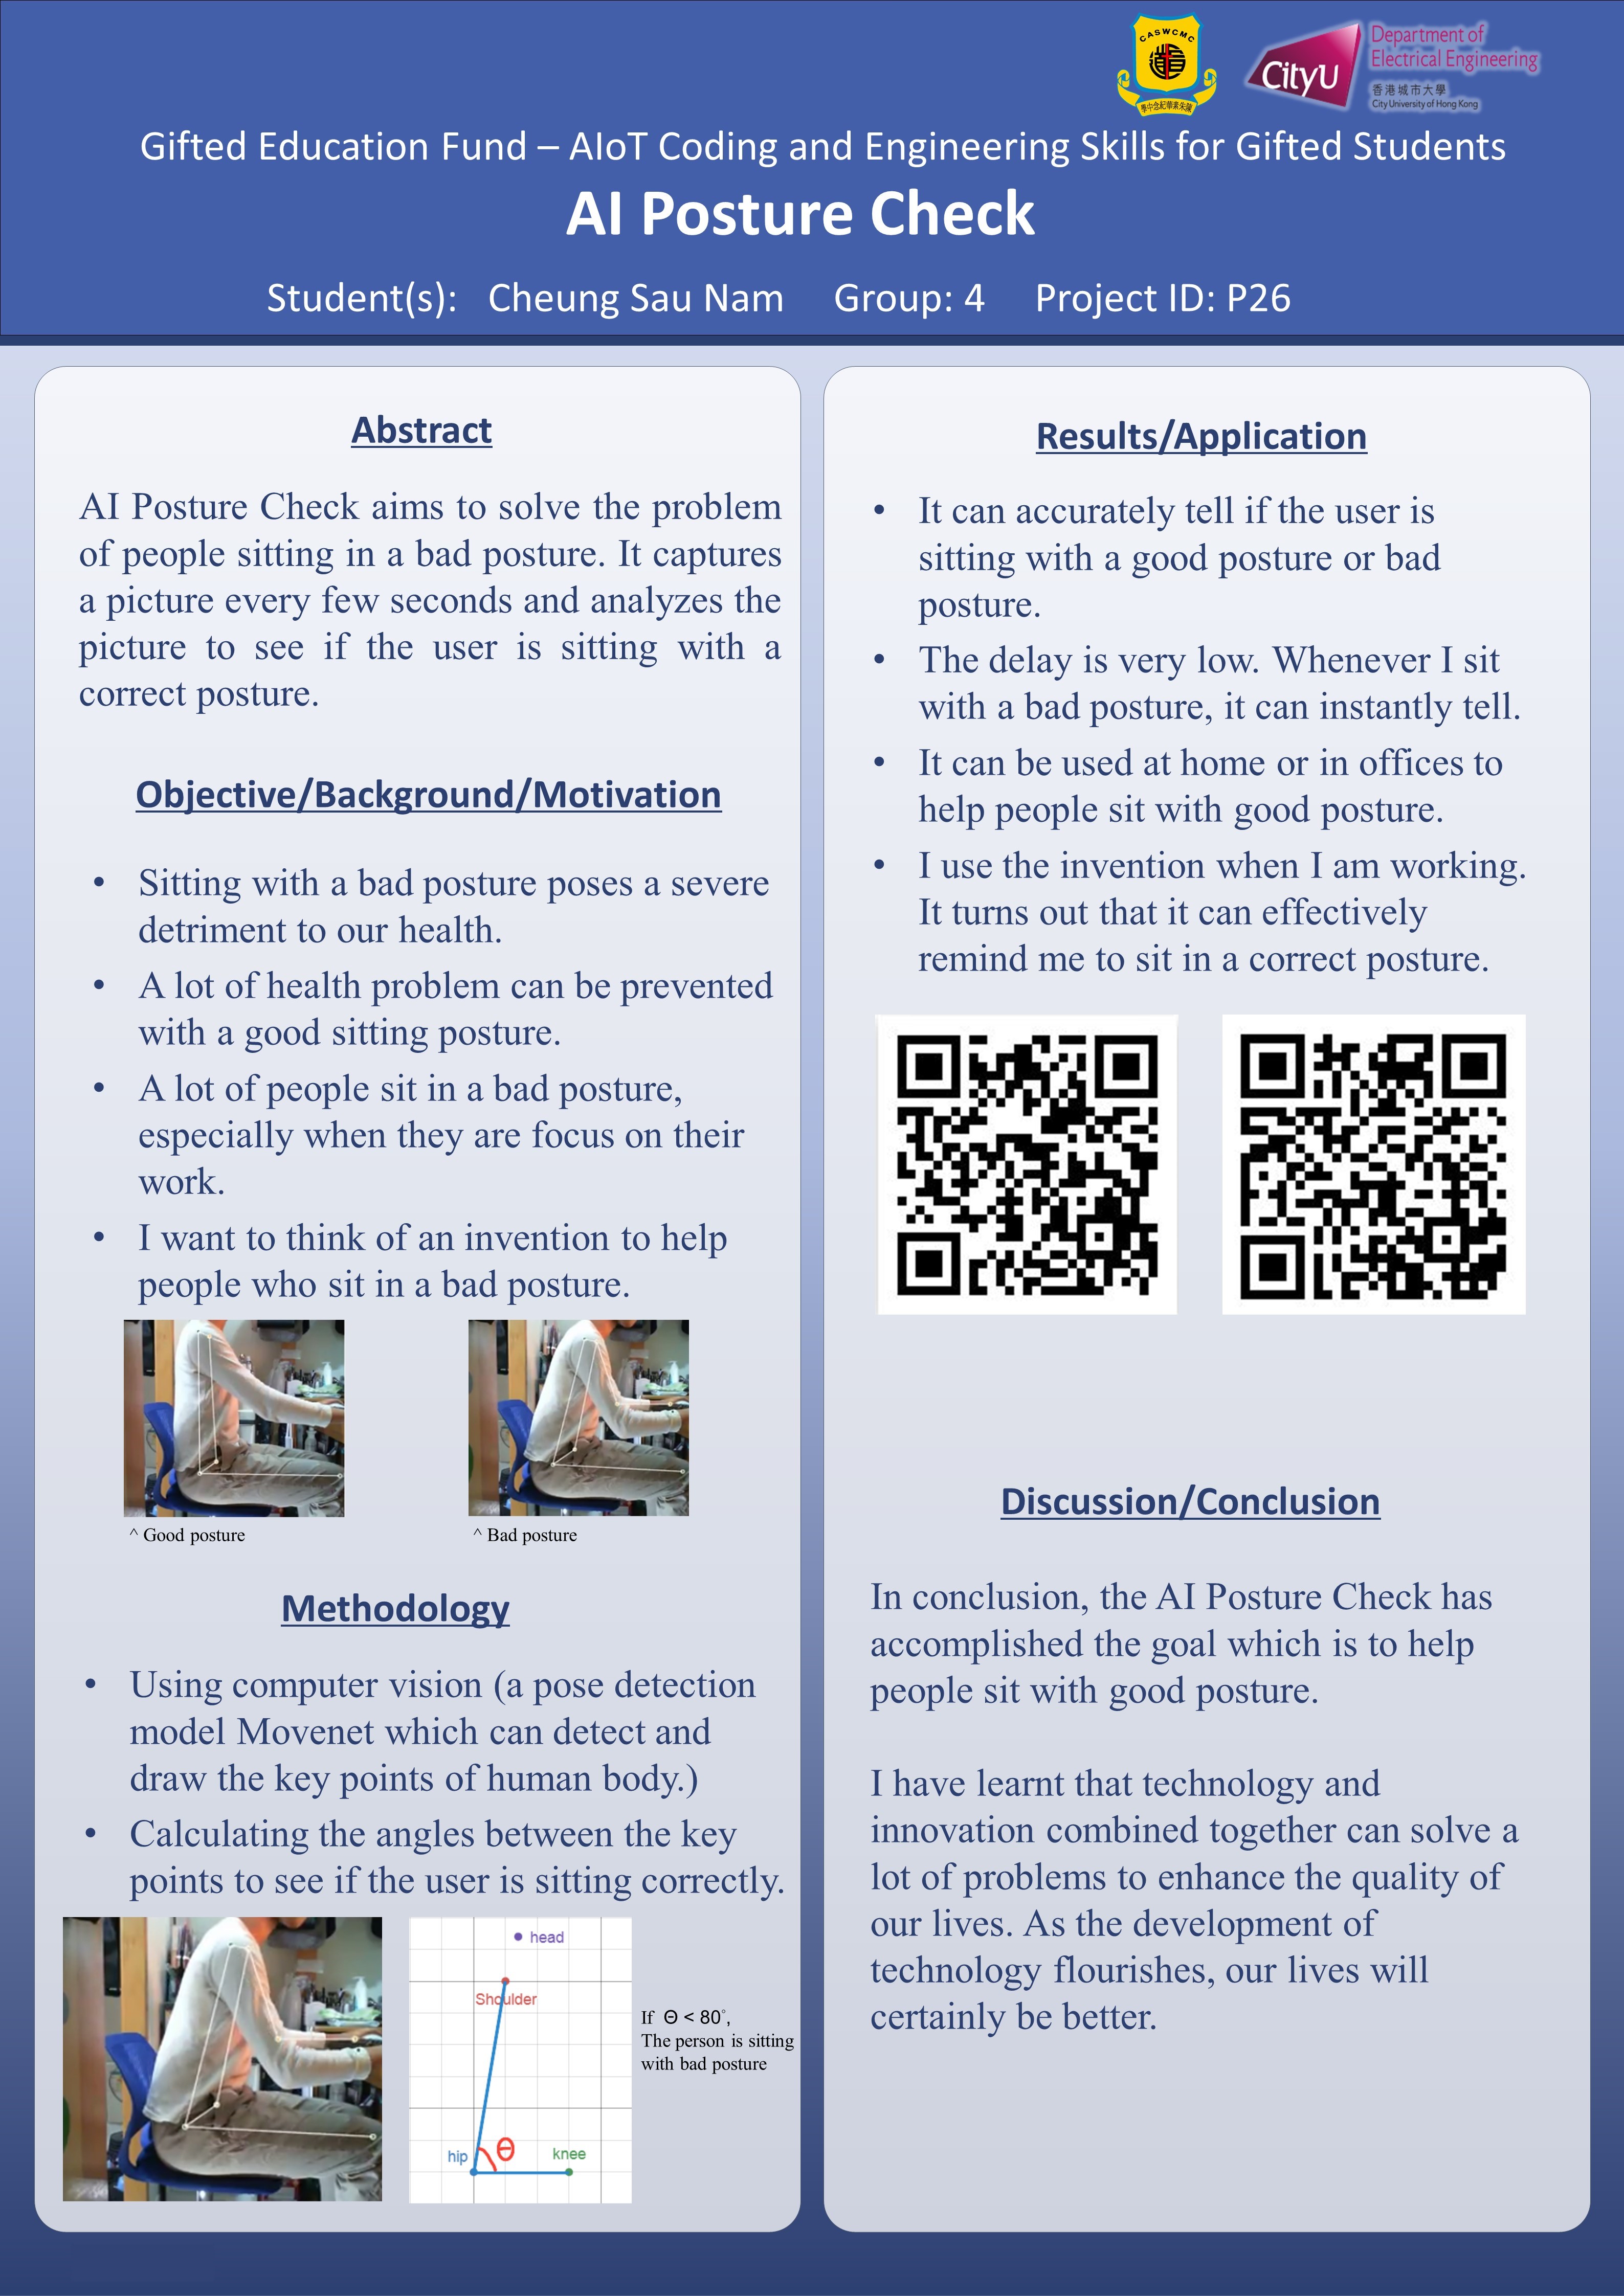 CASWCMC
陳朱素華紀念中學
CityU
Department of
Electrical Engineering
香港城市大學
City University of Hong Kong
Gifted Education Fund – AIoT Coding and Engineering Skills for Gifted Students
AI Posture Check
Student(s): Cheung Sau Nam Group: 4 Project ID: P26
Abstract
AI Posture Check aims to solve the problem
of people sitting in a bad posture. It captures
a picture every few seconds and analyzes the
picture to see if the user is sitting with a
correct posture.
Objective/Background/Motivation
• Sitting with a bad posture poses a severe
detriment to our health.
• A lot of health problem can be prevented
with a good sitting posture.
• A lot of people sit in a bad posture,
especially when they are focus on their
work.
• I want to think of an invention to help
people who sit in a bad posture.
^ Good posture
^ Bad posture
Methodology
• Using computer vision (a pose detection
model Movenet which can detect and
draw the key points of human body.)
• Calculating the angles between the key
points to see if the user is sitting correctly.
head
Shoulder
hip
Θ
knee
If Θ < 80°,
The person is sitting
with bad posture
Results/Application
• It can accurately tell if the user is
sitting with a good posture or bad
posture.
• The delay is very low. Whenever I sit
with a bad posture, it can instantly tell.
• It can be used at home or in offices to
help people sit with good posture.
• I use the invention when I am working.
It turns out that it can effectively
remind me to sit in a correct posture.
Discussion/Conclusion
In conclusion, the AI Posture Check has
accomplished the goal which is to help
people sit with good posture.
I have learnt that technology and
innovation combined together can solve a
lot of problems to enhance the quality of
our lives. As the development of
technology flourishes, our lives will
certainly be better.